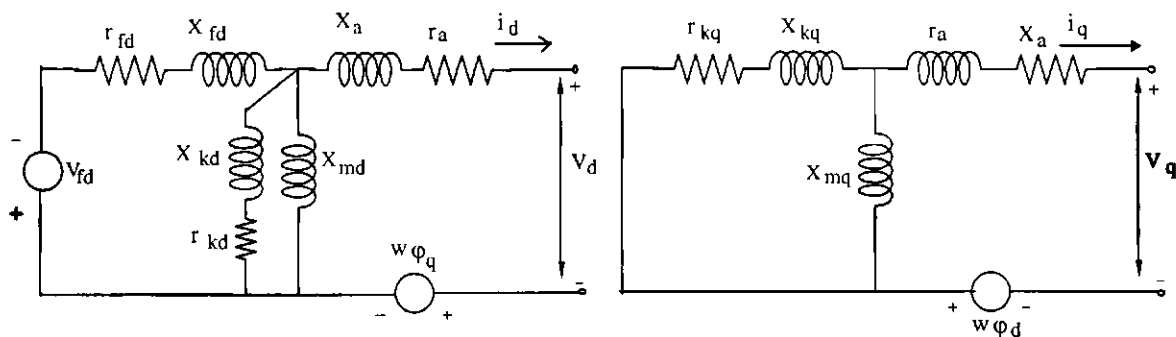 r fd
X fd
X a
r a
i d
-
V fd
+
X kd
r kd
X md
+
V d
-
w φ q
- +
r kq
X kq
r a
X a
i q
X mq
+
V q
-
+ -
w φ d